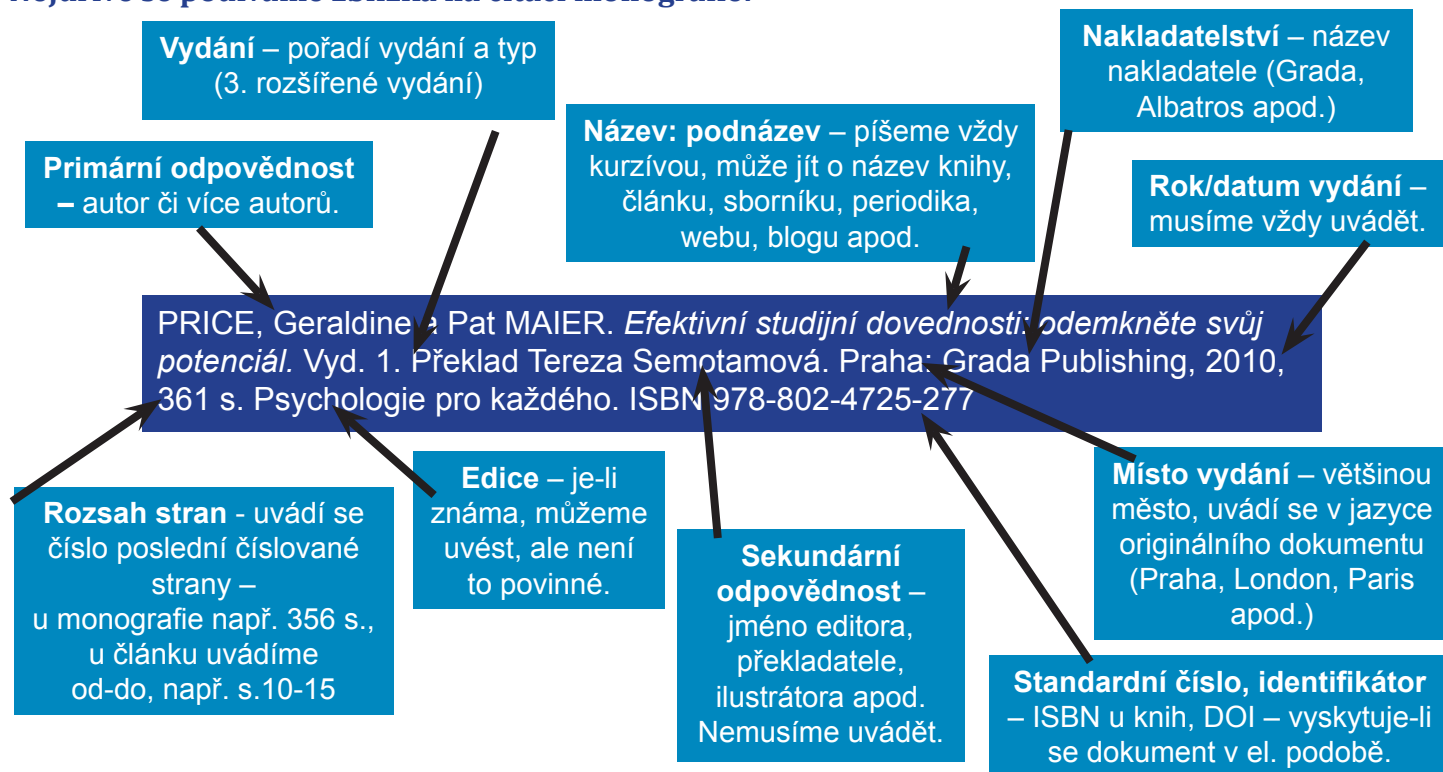 Vydání – pořadí vydání a typ
(3. rozšířené vydání)
Nakladatelství – název
nakladatele (Grada,
Albatros apod.)
Název: podnázev – píšeme vždy
kurzívou, může jít o název knihy,
článku, sborníku, periodika,
webu, blogu apod.
Primární odpovědnost
– autor či více autorů.
Rok/datum vydání –
musíme vždy uvádět.
PRICE, Geraldine a Pat MAIER. Efektivní studijní dovednosti: odemkněte svůj
potenciál. Vyd. 1. Překlad Tereza Semotamová. Praha: Grada Publishing, 2010,
361 s. Psychologie pro každého. ISBN 978-802-4725-277
Rozsah stran - uvádí se
číslo poslední číslované
strany –
u monografie např. 356 s.,
u článku uvádíme
od-do, např. s.10-15
Edice – je-li
známa, můžeme
uvést, ale není
to povinné.
Sekundární
odpovědnost –
jméno editora,
překladatele,
ilustrátora apod.
Nemusíme uvádět.
Místo vydání – většinou
město, uvádí se v jazyce
originálního dokumentu
(Praha, London, Paris
apod.)
Standardní číslo, identifikátor
– ISBN u knih, DOI – vyskytuje-li
se dokument v el. podobě.